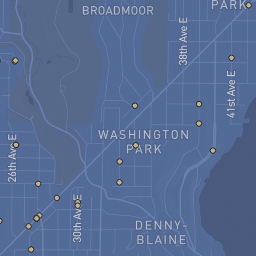 PARK
BROADMOOR
38th Ave E
41st Ave E
WASHINGTON
PARK
26th Ave E
30th Ave E
DENNY-
BLAINE